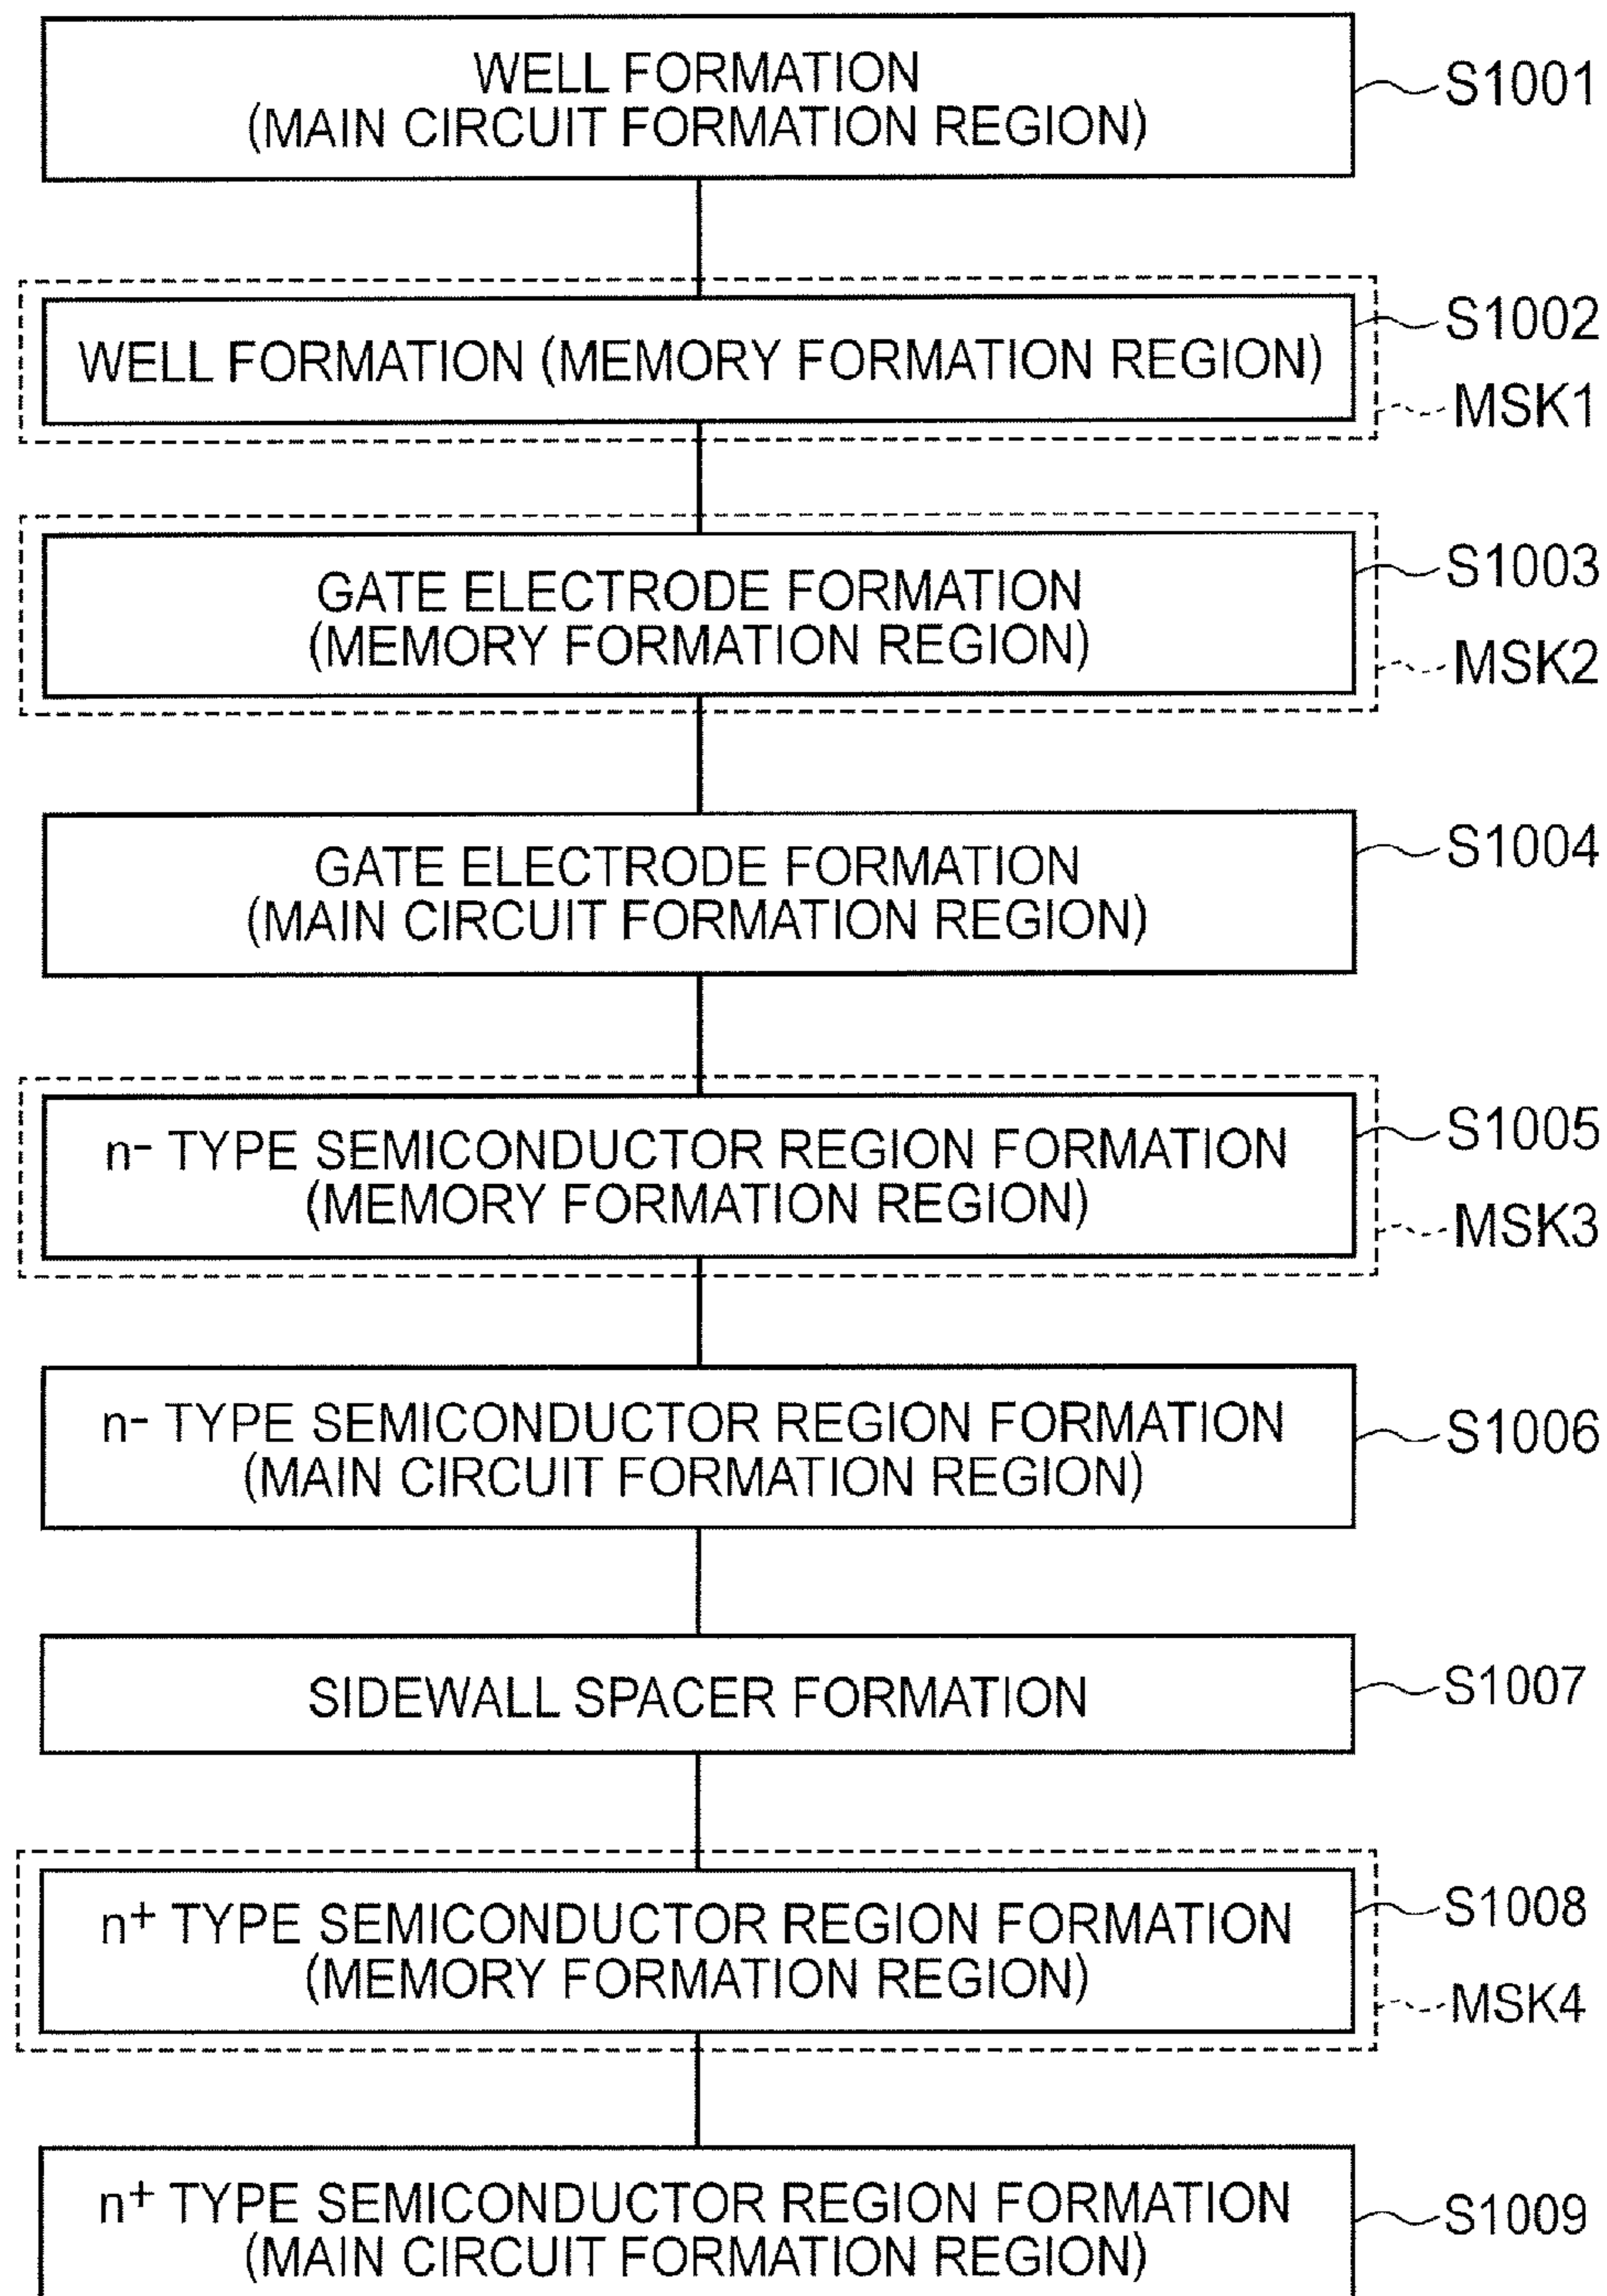 WELL FORMATION
(MAIN CIRCUIT FORMATION REGION)
S1001
WELL FORMATION (MEMORY FORMATION REGION)
S1002
MSK1
GATE ELECTRODE FORMATION
(MEMORY FORMATION REGION)
S1003
MSK2
GATE ELECTRODE FORMATION
(MAIN CIRCUIT FORMATION REGION)
S1004
n- TYPE SEMICONDUCTOR REGION FORMATION
(MEMORY FORMATION REGION)
S1005
MSK3
n- TYPE SEMICONDUCTOR REGION FORMATION
(MAIN CIRCUIT FORMATION REGION)
S1006
SIDEWALL SPACER FORMATION
S1007
n+ TYPE SEMICONDUCTOR REGION FORMATION
(MEMORY FORMATION REGION)
S1008
MSK4
n+ TYPE SEMICONDUCTOR REGION FORMATION
(MAIN CIRCUIT FORMATION REGION)
S1009